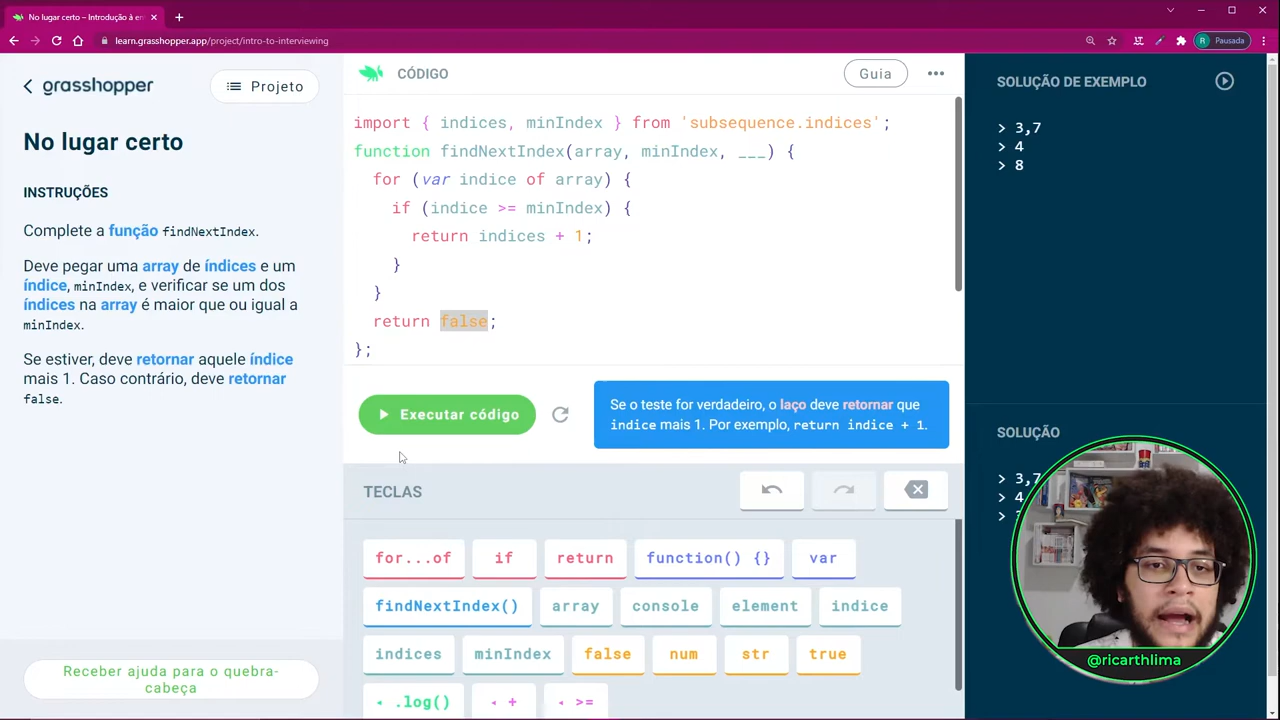 No lugar certo – Introdução à en
learn.grasshopper.app/project/intro-to-interviewing
R Pausada
grasshopper
Projeto
No lugar certo
INSTRUÇÕES
Complete a função findNextIndex.
Deve pegar uma array de índices e um
índice, minIndex, e verificar se um dos
índices na array é maior que ou igual a
minIndex.
Se estiver, deve retornar aquele índice
mais 1. Caso contrário, deve retornar
false.
Receber ajuda para o quebra-
cabeça
CÓDIGO
Guia
import { indices, minIndex } from 'subsequence.indices';
function findNextIndex(array, minIndex, ___) {
for (var indice of array) {
if (indice >= minIndex) {
return indices + 1;
}
}
return false;
};
Executar código
Se o teste for verdadeiro, o laço deve retornar que
indice mais 1. Por exemplo, return indice + 1.
TECLAS
for...of if return function() {} var
findNextIndex() array console element indice
indices minIndex false num str true
.log() + >=
SOLUÇÃO DE EXEMPLO
> 3,7
> 4
> 8
SOLUÇÃO
> 3,7
> 4
>
@ricarthlima